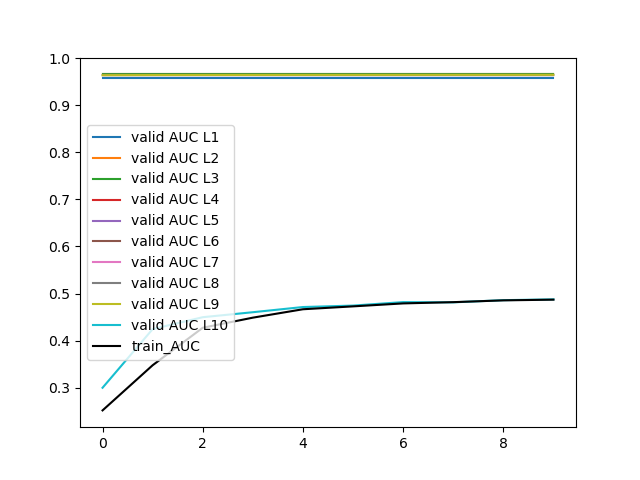 1.0
0.9
0.8
0.7
0.6
0.5
0.4
0.3
valid AUC L1
valid AUC L2
valid AUC L3
valid AUC L4
valid AUC L5
valid AUC L6
valid AUC L7
valid AUC L8
valid AUC L9
valid AUC L10
train_AUC
0 2 4 6 8